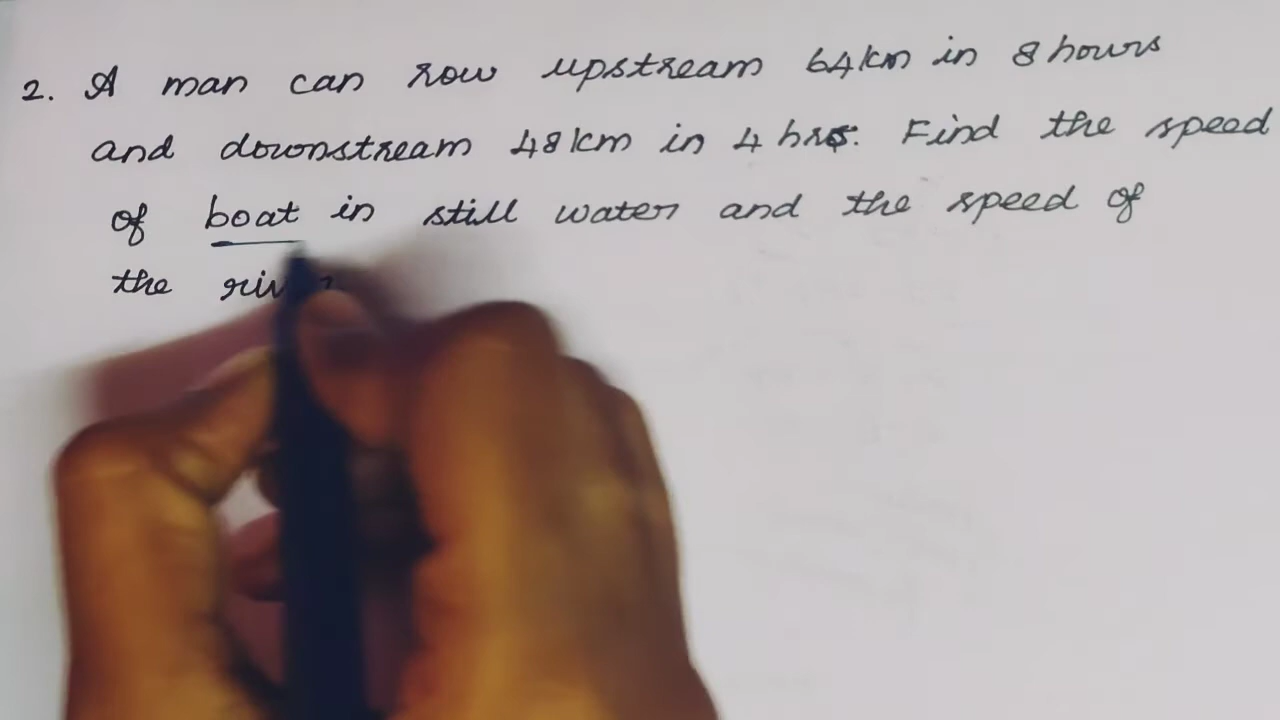 2. A man can row upstream 64km in 8 hours
and downstream 48km in 4 hrs. Find the speed
of boat in still water and the speed of
the